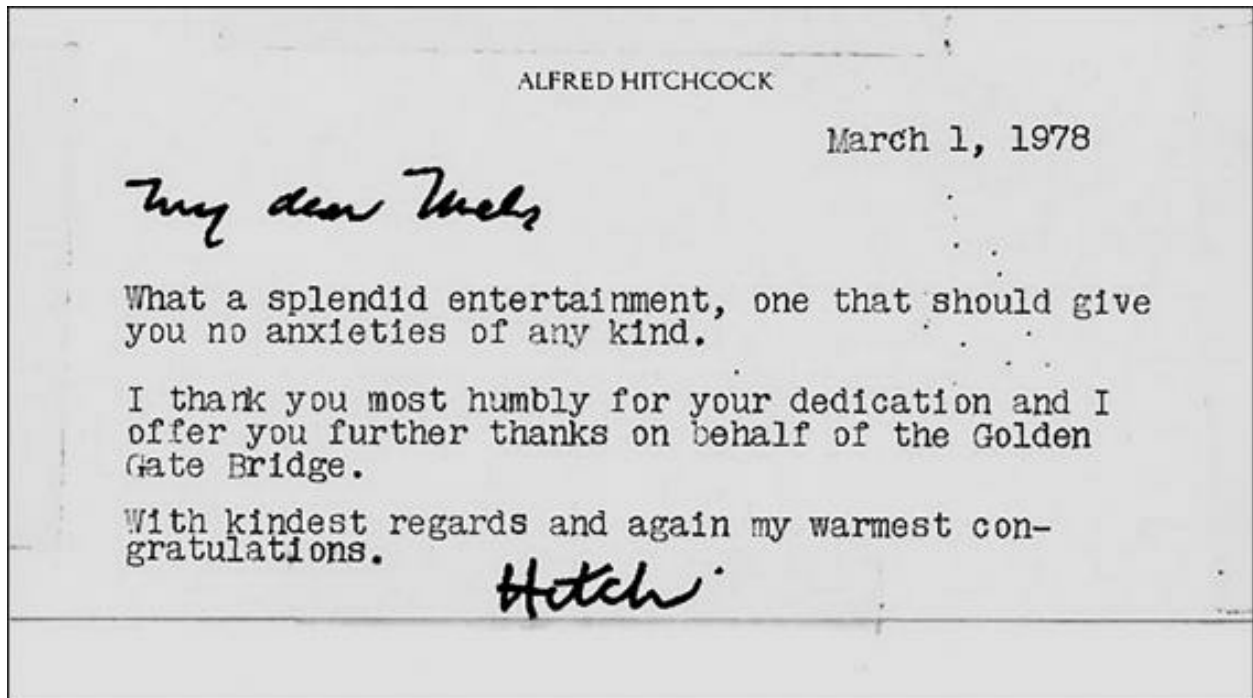 ALFRED HITCHCOCK
March 1, 1978
My dear Mel,
What a splendid entertainment, one that should give
you no anxieties of any kind.
I thank you most humbly for your dedication and I
offer you further thanks on behalf of the Golden
Gate Bridge.
With kindest regards and again my warmest con-
gratulations.
Hitch.